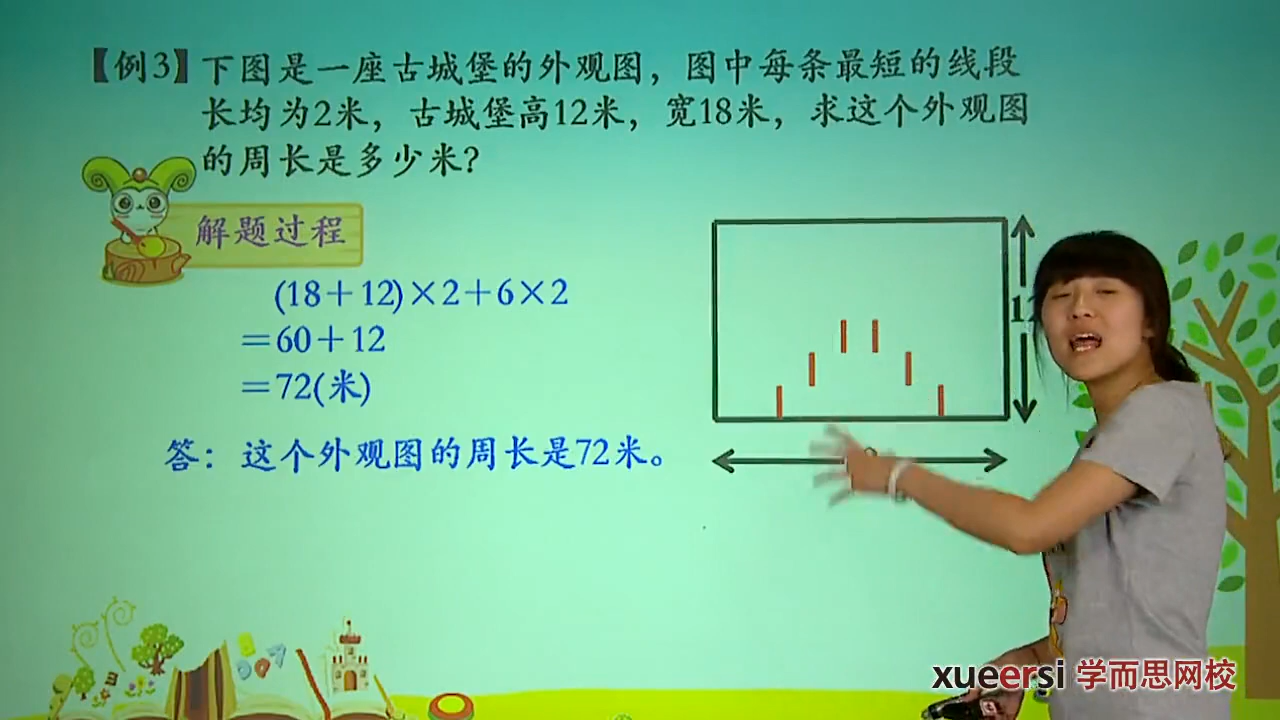 【例3】下图是一座古城堡的外观图，图中每条最短的线段
长均为2米，古城堡高12米，宽18米，求这个外观图
的周长是多少米？
解题过程
(18＋12)×2＋6×2
＝60＋12
＝72(米)
答：这个外观图的周长是72米。
xueersi 学而思网校